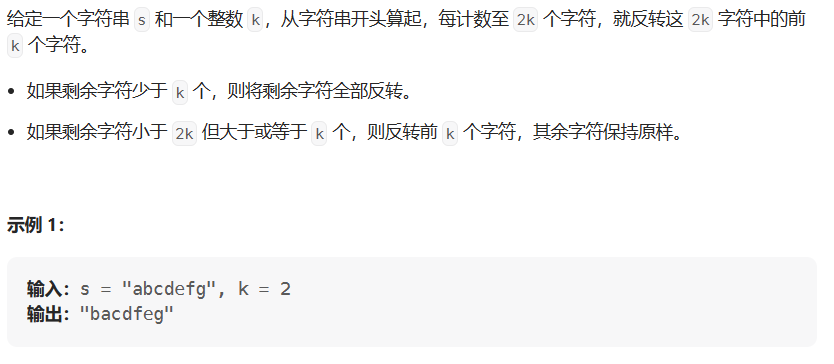 给定一个字符串 s 和一个整数 k，从字符串开头算起，每计数至 2k 个字符，就反转这 2k 字符中的前
k 个字符。
• 如果剩余字符少于 k 个，则将剩余字符全部反转。
• 如果剩余字符小于 2k 但大于或等于 k 个，则反转前 k 个字符，其余字符保持原样。
示例 1：
输入：s = "abcdefg", k = 2
输出："bacdfeg"